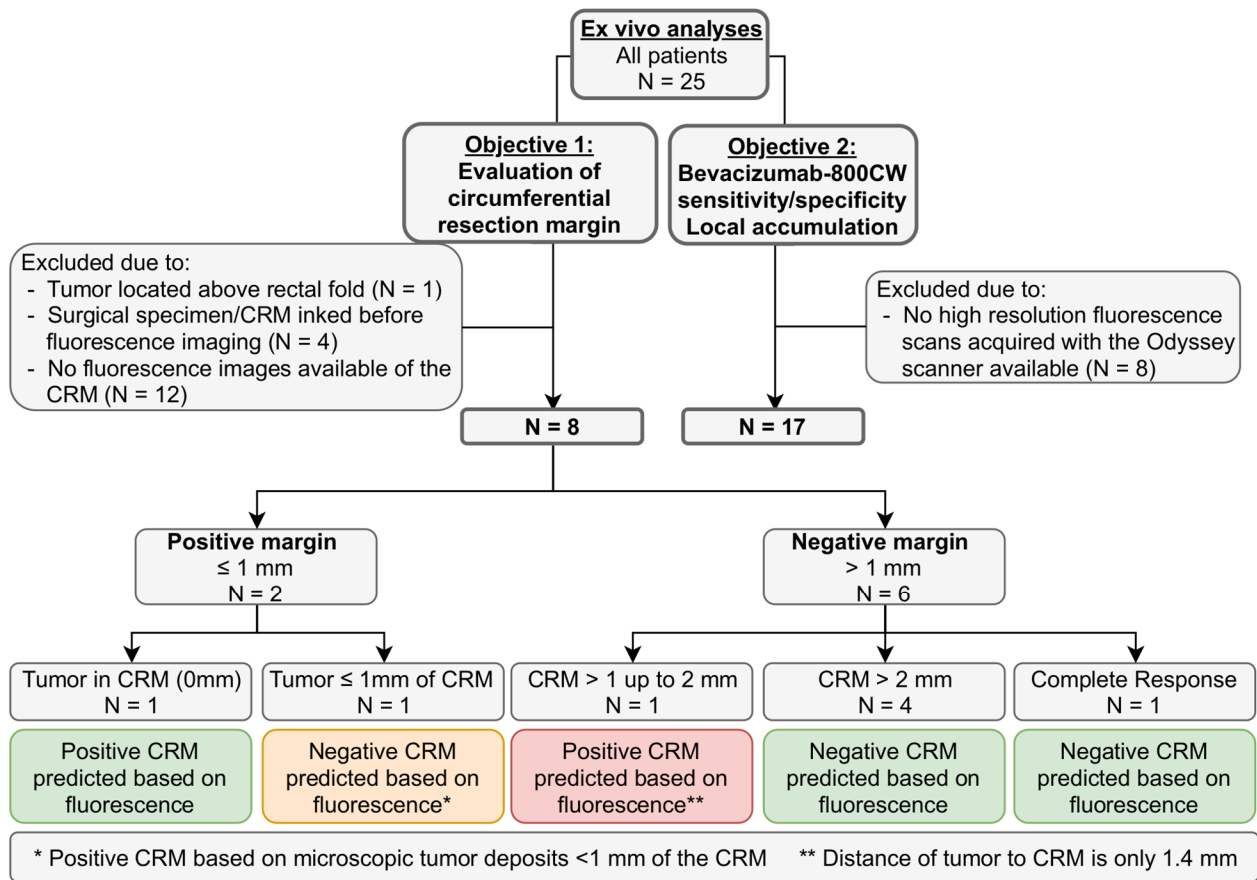 Ex vivo analyses
All patients
N = 25
Objective 1:
Evaluation of
circumferential
resection margin
Objective 2:
Bevacizumab-800CW
sensitivity/specificity
Local accumulation
Excluded due to:
- Tumor located above rectal fold (N = 1)
- Surgical specimen/CRM inked before
fluorescence imaging (N = 4)
- No fluorescence images available of the
CRM (N = 12)
Excluded due to:
- No high resolution fluorescence
scans acquired with the Odyssey
scanner available (N = 8)
N = 8
N = 17
Positive margin
≤ 1 mm
N = 2
Negative margin
> 1 mm
N = 6
Tumor in CRM (0mm)
N = 1
Tumor ≤ 1mm of CRM
N = 1
CRM > 1 up to 2 mm
N = 1
CRM > 2 mm
N = 4
Complete Response
N = 1
Positive CRM
predicted based on
fluorescence
Negative CRM
predicted based on
fluorescence*
Positive CRM
predicted based on
fluorescence**
Negative CRM
predicted based on
fluorescence
Negative CRM
predicted based on
fluorescence
* Positive CRM based on microscopic tumor deposits <1 mm of the CRM
** Distance of tumor to CRM is only 1.4 mm